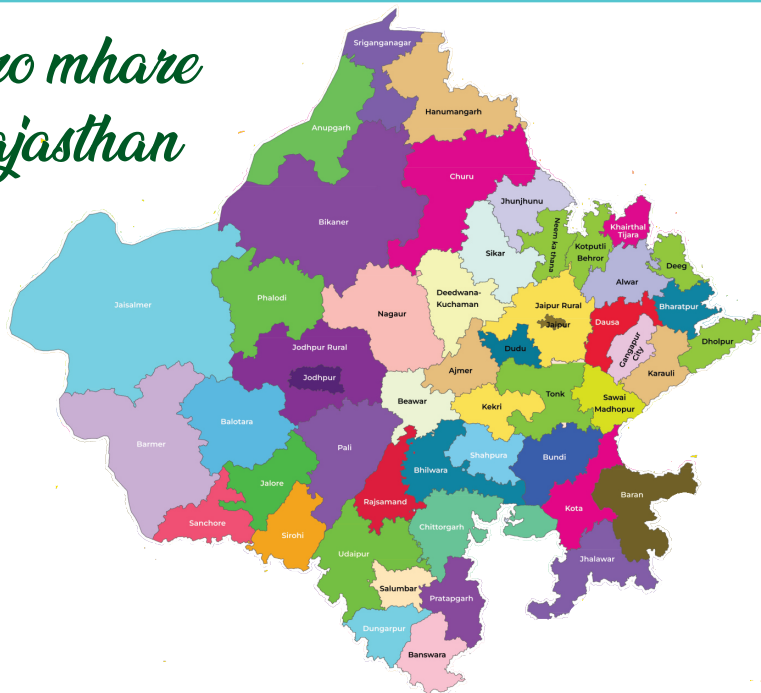 ro mhare
ajasthan
Sriganganagar
Hanumangarh
Anupgarh
Churu
Jhunjhunu
Bikaner
Neem ka thana
Khairthal
Tijara
Kotputli
Behror
Sikar
Deeg
Alwar
Jaisalmer
Phalodi
Deedwana-
Kuchaman
Nagaur
Jaipur Rural
Jaipur
Bharatpur
Dausa
Gangapur
City
Dholpur
Jodhpur Rural
Dudu
Jodhpur
Ajmer
Karauli
Beawar
Kekri
Tonk
Sawai
Madhopur
Balotara
Barmer
Pali
Shahpura
Bundi
Bhilwara
Jalore
Baran
Rajsamand
Kota
Sanchore
Sirohi
Chittorgarh
Udaipur
Jhalawar
Salumbar
Pratapgarh
Dungarpur
Banswara